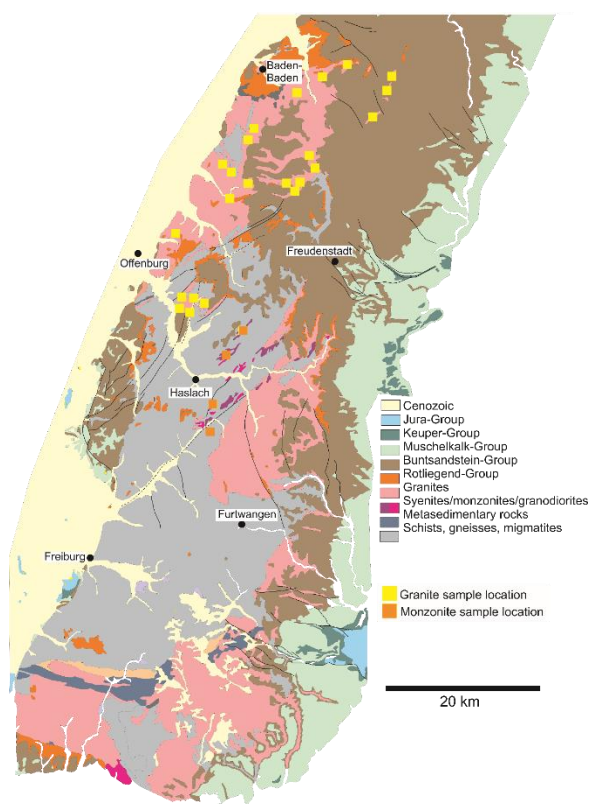 Baden-
Baden
Offenburg
Freudenstadt
Haslach
Cenozoic
Jura-Group
Keuper-Group
Muschelkalk-Group
Buntsandstein-Group
Rotliegend-Group
Granites
Syenites/monzonites/granodiorites
Metasedimentary rocks
Schists, gneisses, migmatites
Furtwangen
Freiburg
Granite sample location
Monzonite sample location
20 km